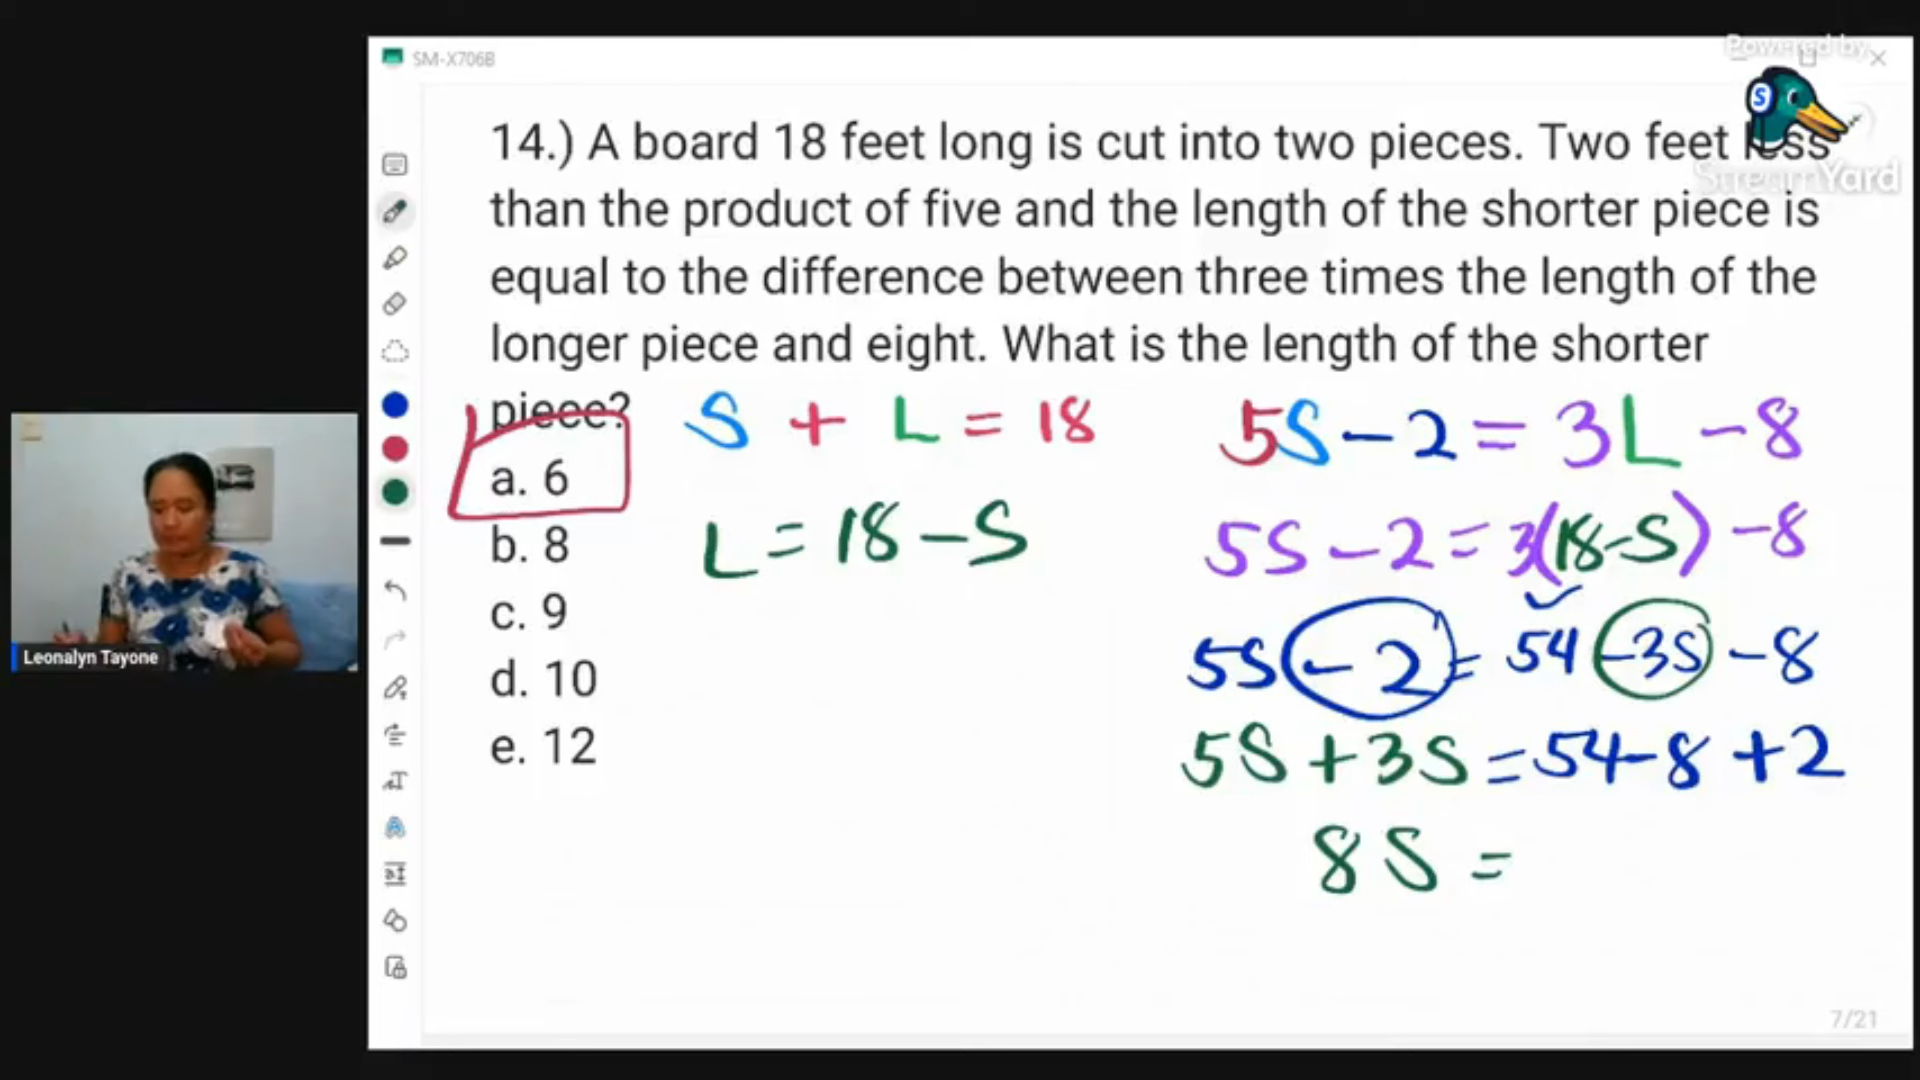 SM-X706B
Powered by
StreamYard
14.) A board 18 feet long is cut into two pieces. Two feet less
than the product of five and the length of the shorter piece is
equal to the difference between three times the length of the
longer piece and eight. What is the length of the shorter
piece?
a. 6
b. 8
c. 9
d. 10
e. 12
S + L = 18
L = 18 - S
5S - 2 = 3L - 8
5S - 2 = 3(18-S) - 8
5S - 2 = 54 - 3S - 8
5S + 3S = 54-8 + 2
8S =
Leonalyn Tayone
7/21